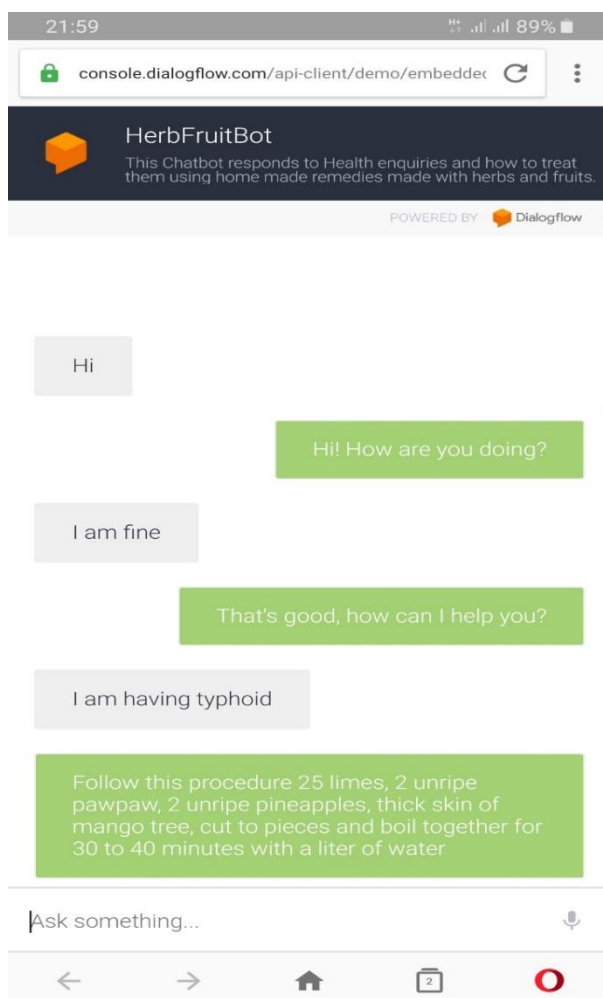 21:59
89%
console.dialogflow.com/api-client/demo/embedded
HerbFruitBot
This Chatbot responds to Health enquiries and how to treat
them using home made remedies made with herbs and fruits.
POWERED BY Dialogflow
Hi
Hi! How are you doing?
I am fine
That's good, how can I help you?
I am having typhoid
Follow this procedure 25 limes, 2 unripe
pawpaw, 2 unripe pineapples, thick skin of
mango tree, cut to pieces and boil together for
30 to 40 minutes with a liter of water
Ask something...
2